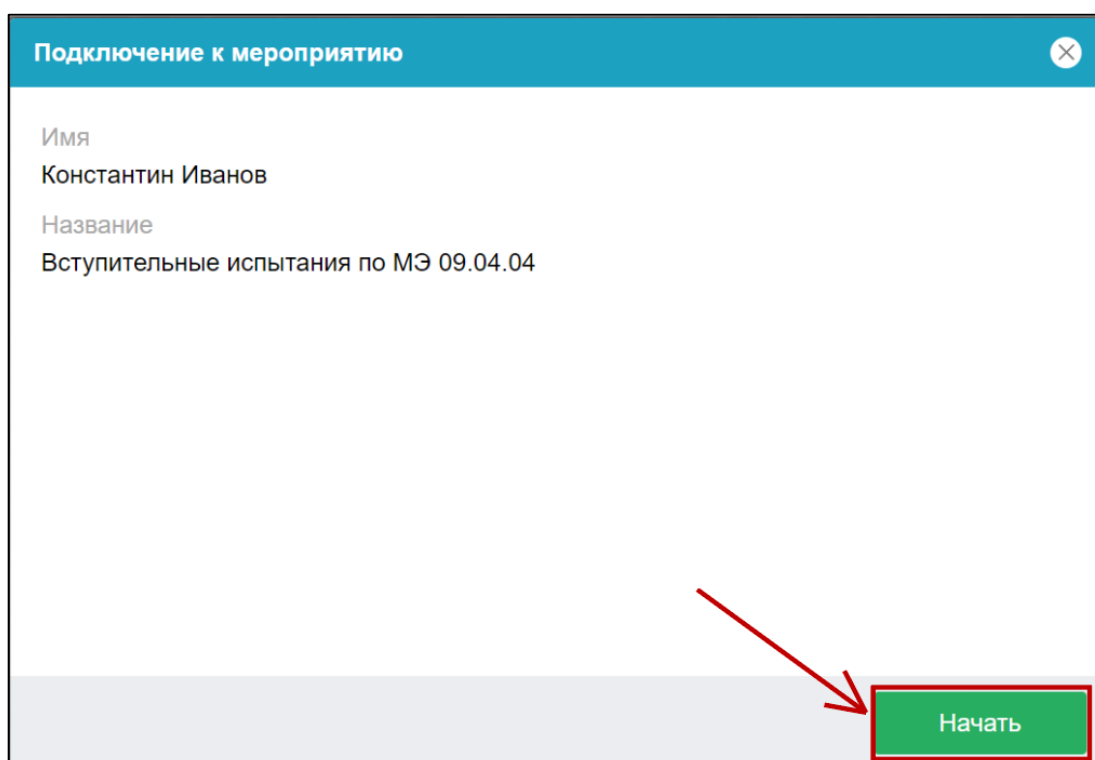 Подключение к мероприятию
Имя
Константин Иванов
Название
Вступительные испытания по МЭ 09.04.04
Начать